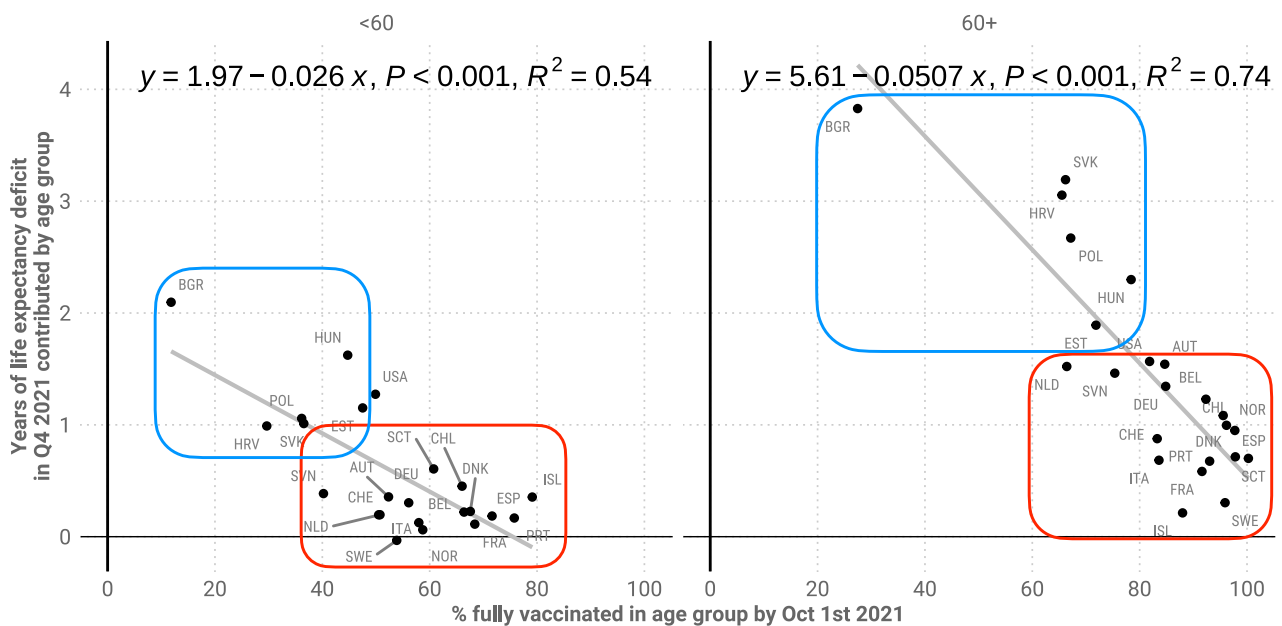 <60
60+
y = 1.97 − 0.026 x, P < 0.001, R² = 0.54
y = 5.61 − 0.0507 x, P < 0.001, R² = 0.74
Years of life expectancy deficit
in Q4 2021 contributed by age group
4
3
2
1
0
BGR
HUN
USA
POL
HRV
SVK
EST
SCT
CHL
SVN
AUT
DEU
DNK
ISL
CHE
BEL
ESP
NLD
ITA
PRT
SWE
NOR
FRA
BGR
SVK
HRV
POL
HUN
EST
USA
AUT
NLD
SVN
BEL
DEU
CHL
NOR
CHE
DNK
ESP
ITA
PRT
SCT
FRA
SWE
ISL
0 20 40 60 80 100
0 20 40 60 80 100
% fully vaccinated in age group by Oct 1st 2021